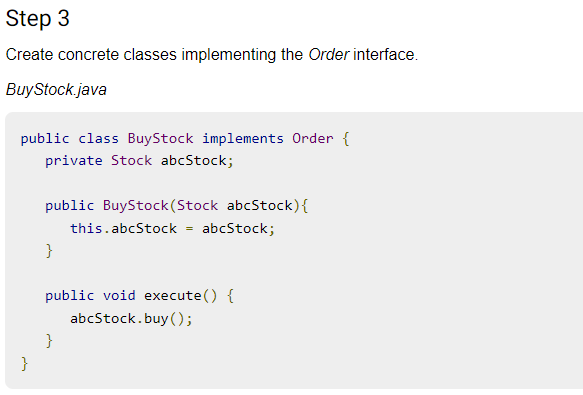 Step 3
Create concrete classes implementing the Order interface.
BuyStock.java
public class BuyStock implements Order {
   private Stock abcStock;

   public BuyStock(Stock abcStock){
      this.abcStock = abcStock;
   }

   public void execute() {
      abcStock.buy();
   }
}